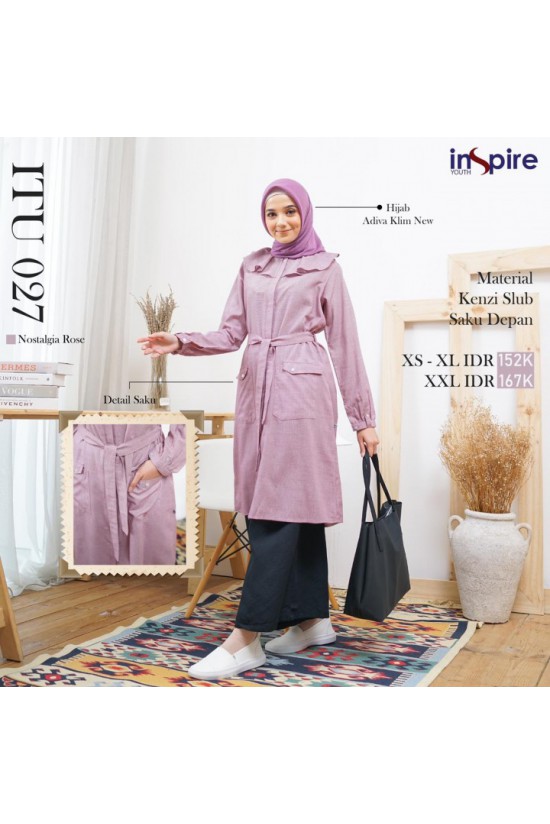 inspire
YOUTH
ITU 027
Nostalgia Rose
Hijab
Adiva Klim New
Material
Kenzi Slub
Saku Depan
XS - XL IDR 152K
XXL IDR 167K
HERMES
VOGUE
GIVENCHY
Detail Saku